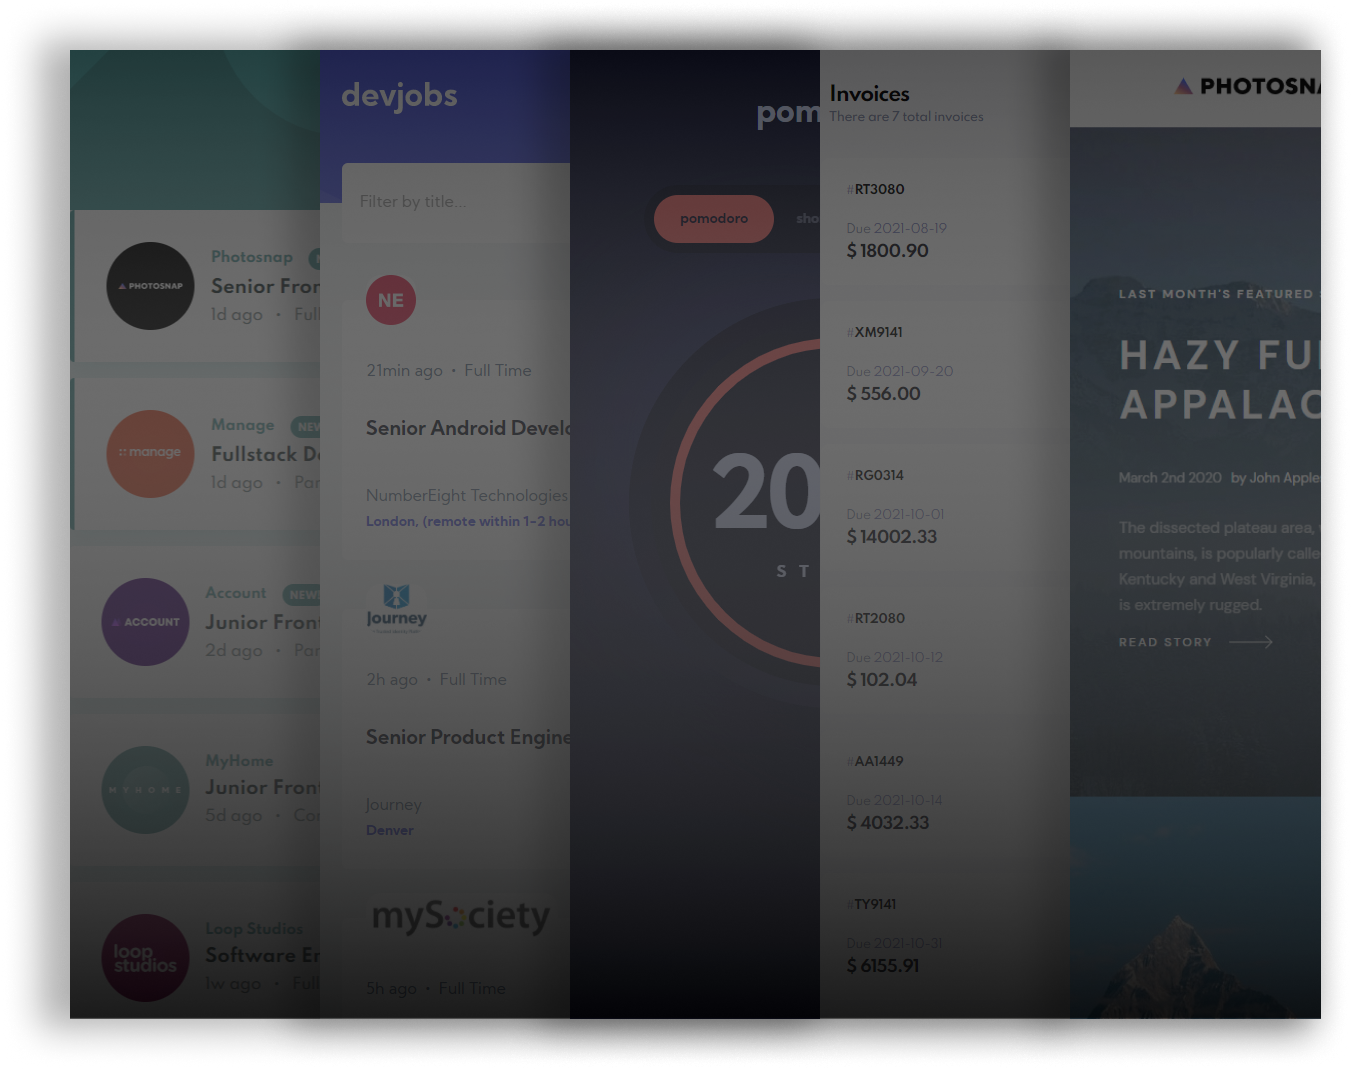 PHOTOSNAP
Photosnap
Senior Fron
1d ago • Full
manage
Manage NEW
Fullstack De
1d ago • Par
ACCOUNT
Account NEW
Junior Front
2d ago • Par
MYHOME
MyHome
Junior Front
5d ago • Co
loop studios
Loop Studios
Software En
1w ago • Full
devjobs
Filter by title...
NE
21min ago • Full Time
Senior Android Develo
NumberEight Technologies
London, (remote within 1-2 hou
Journey
2h ago • Full Time
Senior Product Engine
Journey
Denver
mySociety
5h ago • Full Time
pom
pomodoro sho
20
S T
Invoices
There are 7 total invoices
#RT3080
Due 2021-08-19
$ 1800.90
#XM9141
Due 2021-09-20
$ 556.00
#RG0314
Due 2021-10-01
$ 14002.33
#RT2080
Due 2021-10-12
$ 102.04
#AA1449
Due 2021-10-14
$ 4032.33
#TY9141
Due 2021-10-31
$ 6155.91
PHOTOSNA
LAST MONTH'S FEATURED
HAZY FUL
APPALAC
March 2nd 2020 by John Apple
The dissected plateau area,
mountains, is popularly calle
Kentucky and West Virginia,
is extremely rugged.
READ STORY